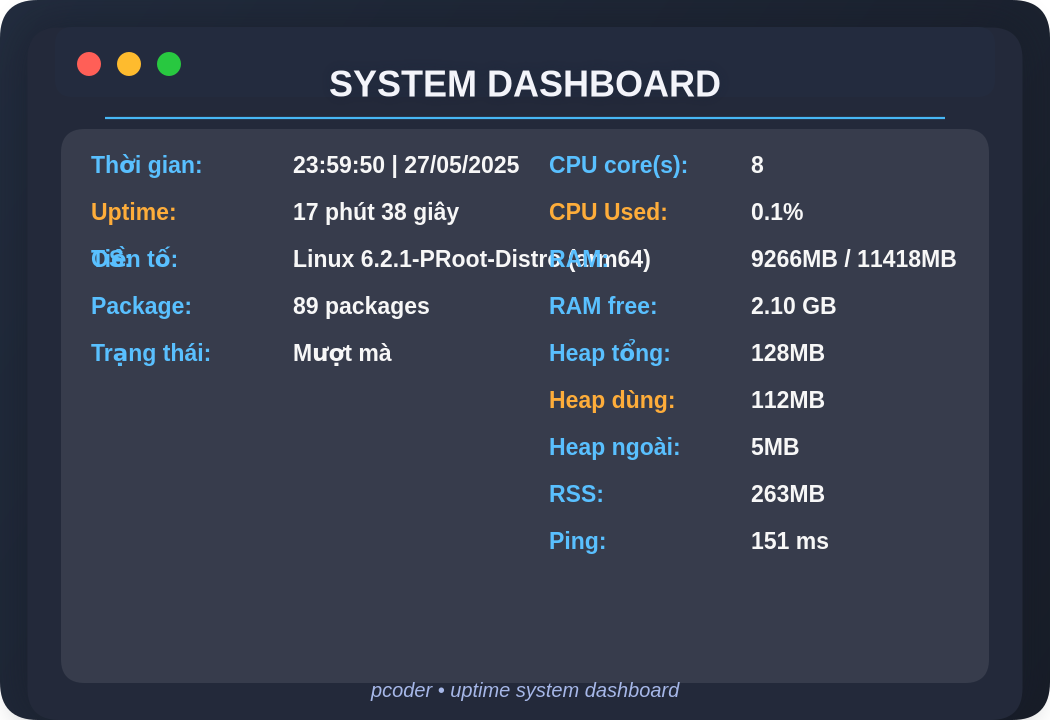 SYSTEM DASHBOARD
Thời gian: 23:59:50 | 27/05/2025 CPU core(s): 8
Uptime: 17 phút 38 giây CPU Used: 0.1%
OS: Tiền tố: Linux 6.2.1-PRoot-Distro (arm64) RAM: 9266MB / 11418MB
Package: 89 packages RAM free: 2.10 GB
Trạng thái: Mượt mà Heap tổng: 128MB
Heap dùng: 112MB
Heap ngoài: 5MB
RSS: 263MB
Ping: 151 ms
pcoder • uptime system dashboard